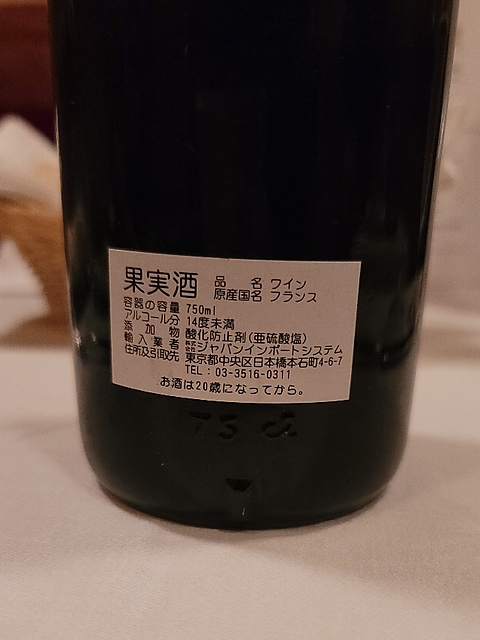 果実酒 品名 ワイン
原産国名 フランス
容器の容量 750ml
アルコール分 14度未満
添加物 酸化防止剤(亜硫酸塩)
輸入業者 株式会社ジャパンインポートシステム
住所及引取先 東京都中央区日本橋本石町4-6-7
TEL:03-3516-0311
お酒は20歳になってから。
75 cl